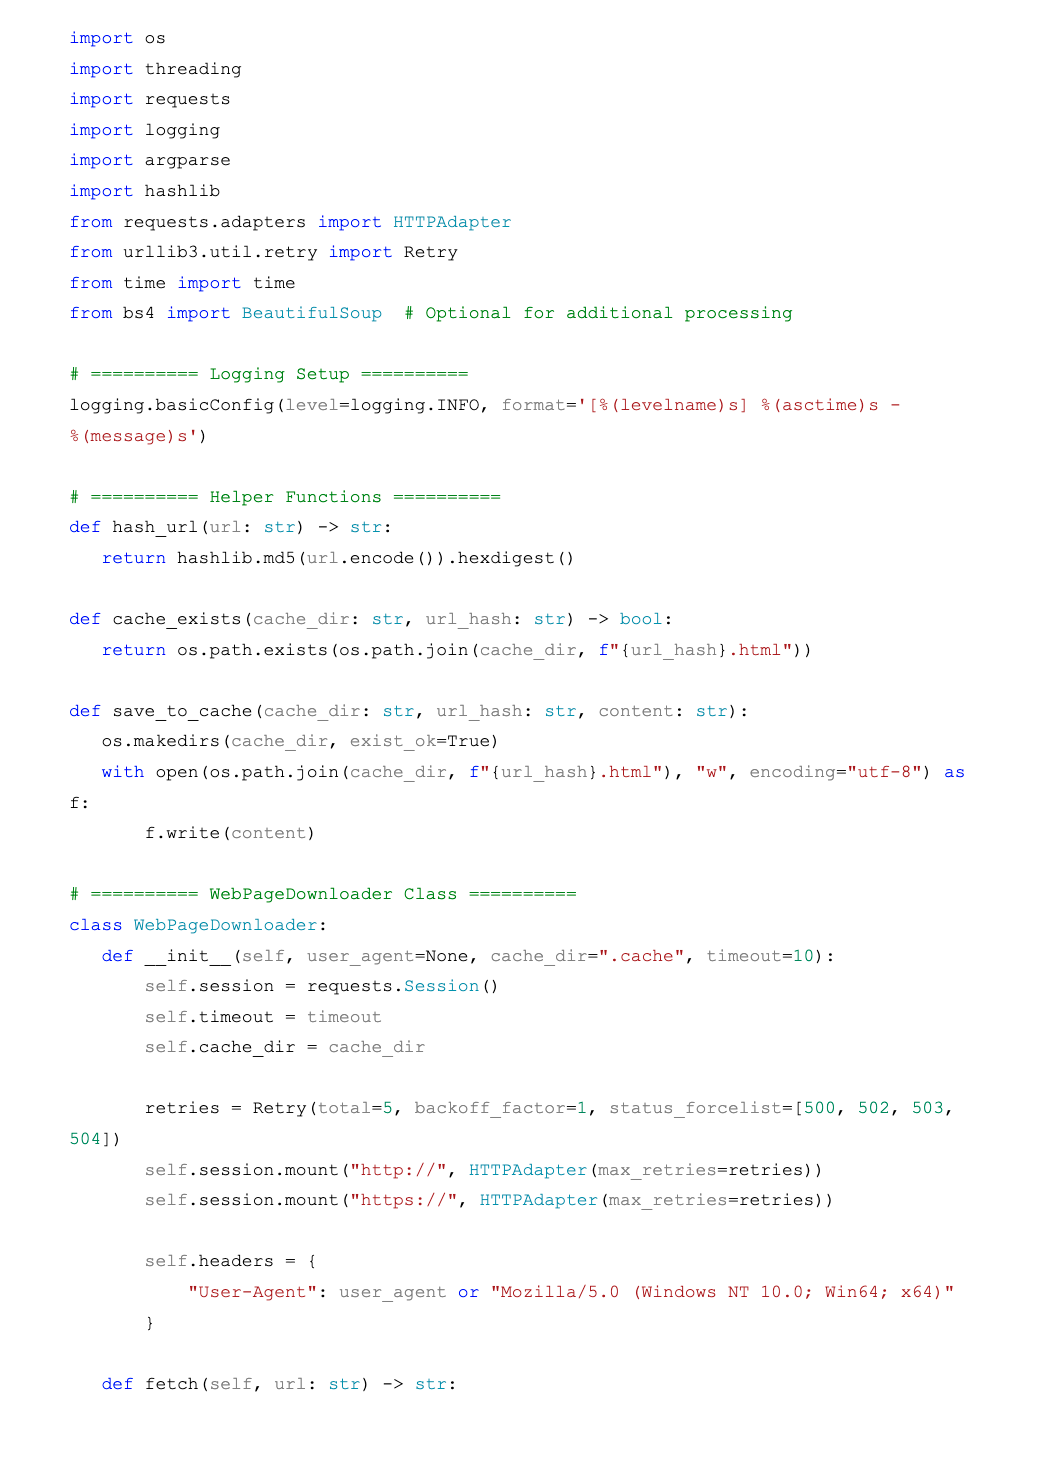 import os
import threading
import requests
import logging
import argparse
import hashlib
from requests.adapters import HTTPAdapter
from urllib3.util.retry import Retry
from time import time
from bs4 import BeautifulSoup  # Optional for additional processing

# ========== Logging Setup ==========
logging.basicConfig(level=logging.INFO, format='[%(levelname)s] %(asctime)s -
%(message)s')

# ========== Helper Functions ==========
def hash_url(url: str) -> str:
   return hashlib.md5(url.encode()).hexdigest()

def cache_exists(cache_dir: str, url_hash: str) -> bool:
   return os.path.exists(os.path.join(cache_dir, f"{url_hash}.html"))

def save_to_cache(cache_dir: str, url_hash: str, content: str):
   os.makedirs(cache_dir, exist_ok=True)
   with open(os.path.join(cache_dir, f"{url_hash}.html"), "w", encoding="utf-8") as
f:
       f.write(content)

# ========== WebPageDownloader Class ==========
class WebPageDownloader:
   def __init__(self, user_agent=None, cache_dir=".cache", timeout=10):
       self.session = requests.Session()
       self.timeout = timeout
       self.cache_dir = cache_dir

       retries = Retry(total=5, backoff_factor=1, status_forcelist=[500, 502, 503,
504])
       self.session.mount("http://", HTTPAdapter(max_retries=retries))
       self.session.mount("https://", HTTPAdapter(max_retries=retries))

       self.headers = {
           "User-Agent": user_agent or "Mozilla/5.0 (Windows NT 10.0; Win64; x64)"
       }

   def fetch(self, url: str) -> str: